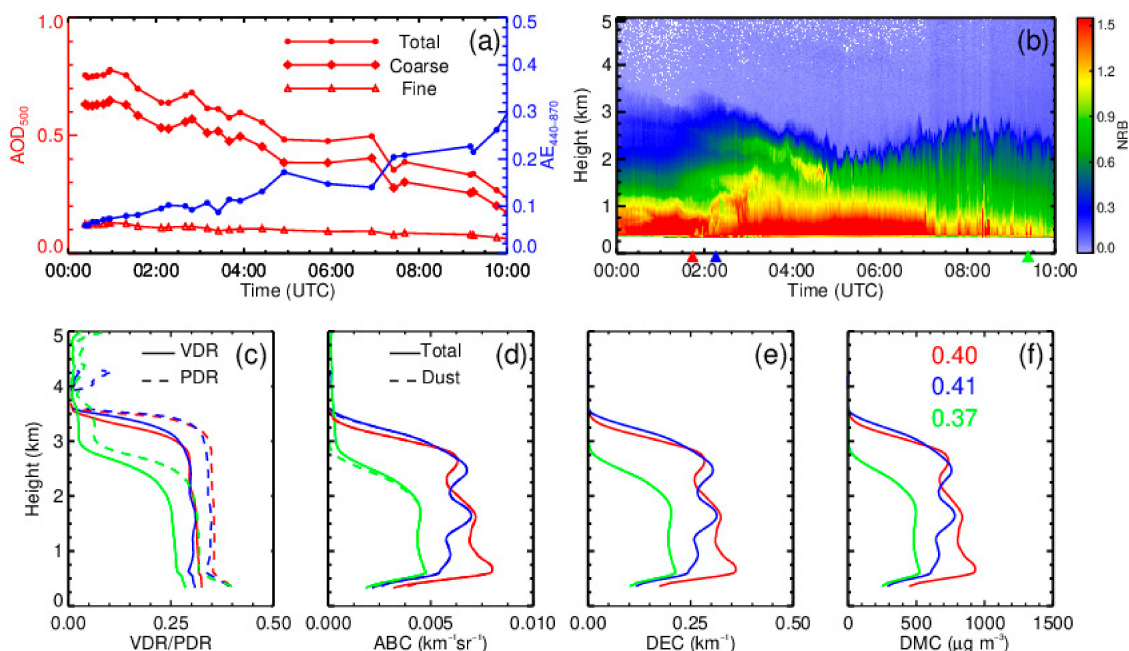 (a)
Total
Coarse
Fine
AOD500
1.0
0.5
0.0
AE440−870
0.5
0.4
0.3
0.2
0.1
0.0
00:00 02:00 04:00 06:00 08:00 10:00
Time (UTC)
(b)
Height (km)
5
4
3
2
1
0
00:00 02:00 04:00 06:00 08:00 10:00
Time (UTC)
1.5
1.2
0.9
0.6
0.3
0.0
NRB
(c)
VDR
PDR
Height (km)
5
4
3
2
1
0
0.00 0.25 0.50
VDR/PDR
(d)
Total
Dust
0.000 0.005 0.010
ABC (km⁻¹sr⁻¹)
(e)
0.00 0.25 0.50
DEC (km⁻¹)
(f)
0.40
0.41
0.37
0 500 1000 1500
DMC (µg m⁻³)